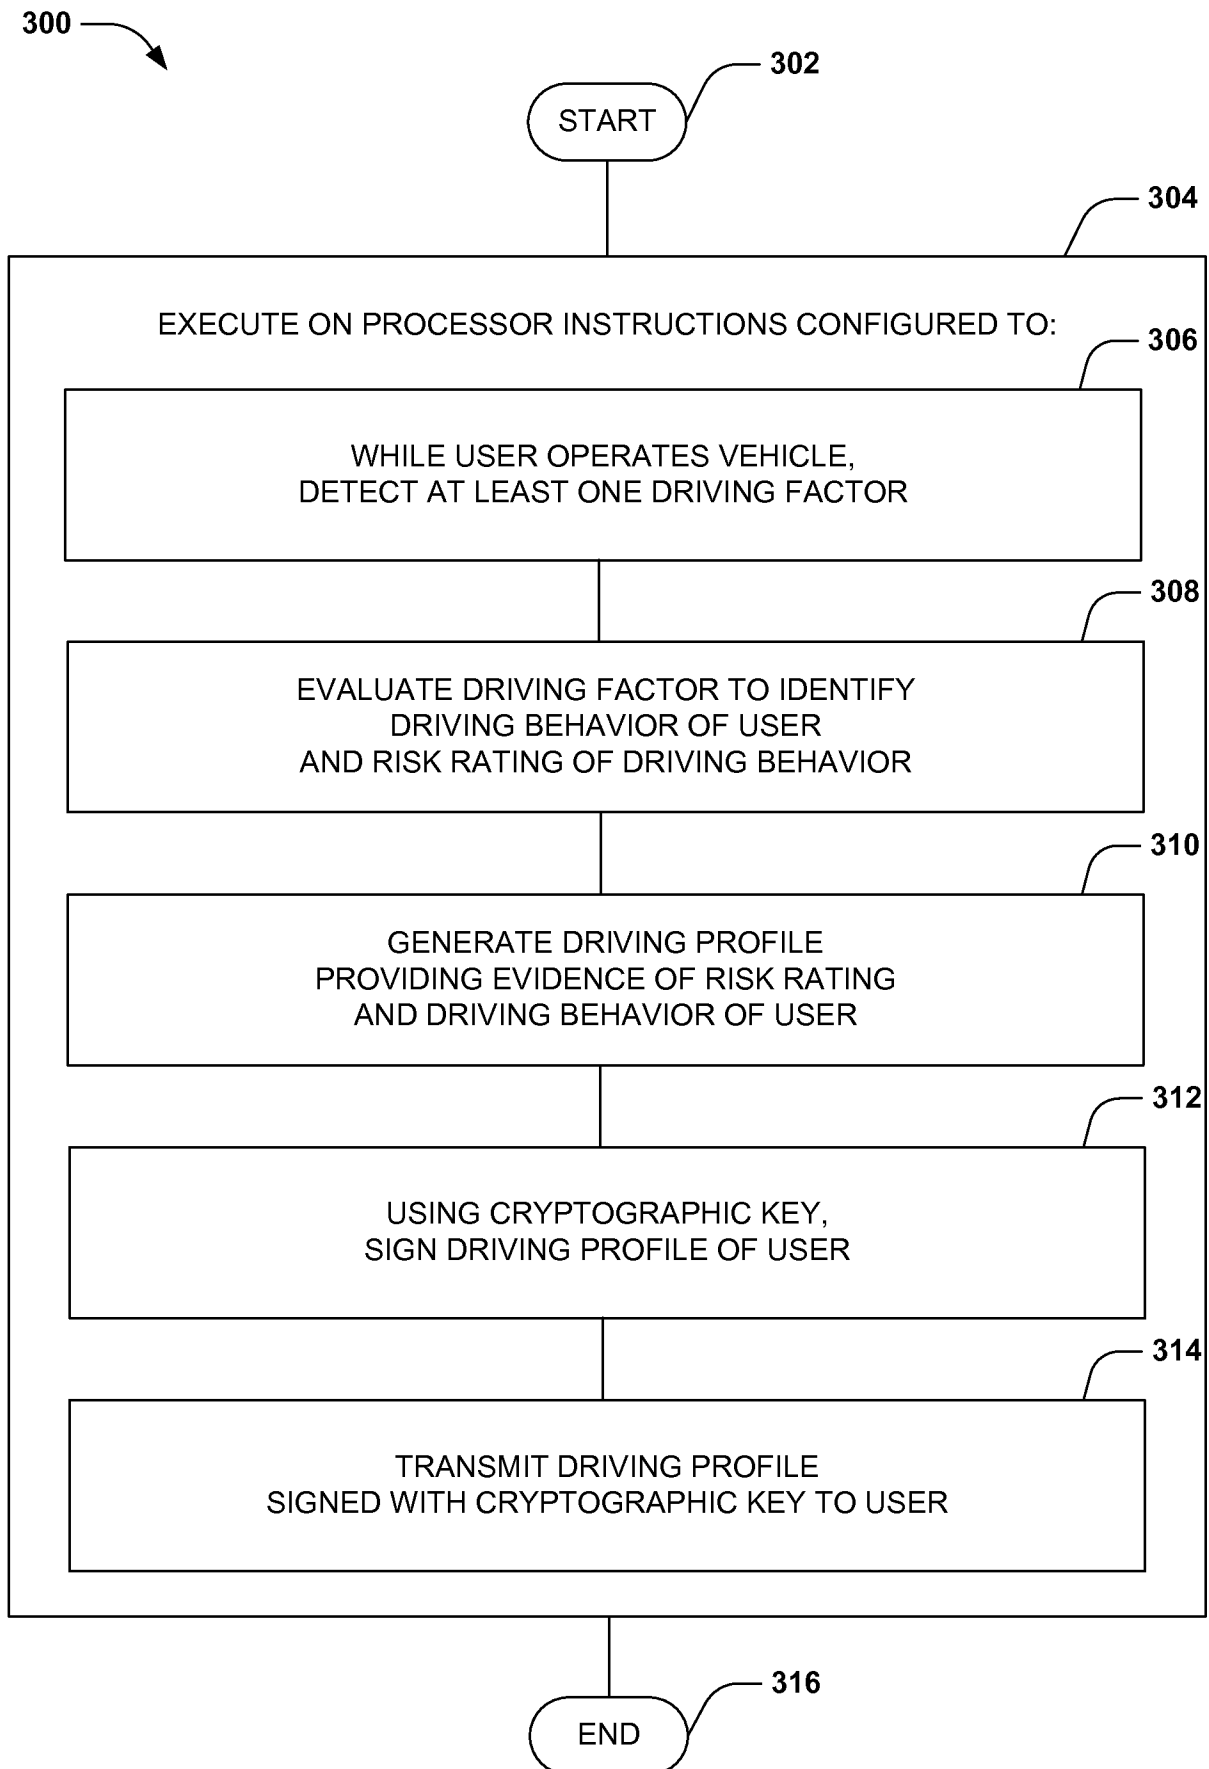 300
302
START
304
EXECUTE ON PROCESSOR INSTRUCTIONS CONFIGURED TO:
306
WHILE USER OPERATES VEHICLE,
DETECT AT LEAST ONE DRIVING FACTOR
308
EVALUATE DRIVING FACTOR TO IDENTIFY
DRIVING BEHAVIOR OF USER
AND RISK RATING OF DRIVING BEHAVIOR
310
GENERATE DRIVING PROFILE
PROVIDING EVIDENCE OF RISK RATING
AND DRIVING BEHAVIOR OF USER
312
USING CRYPTOGRAPHIC KEY,
SIGN DRIVING PROFILE OF USER
314
TRANSMIT DRIVING PROFILE
SIGNED WITH CRYPTOGRAPHIC KEY TO USER
316
END